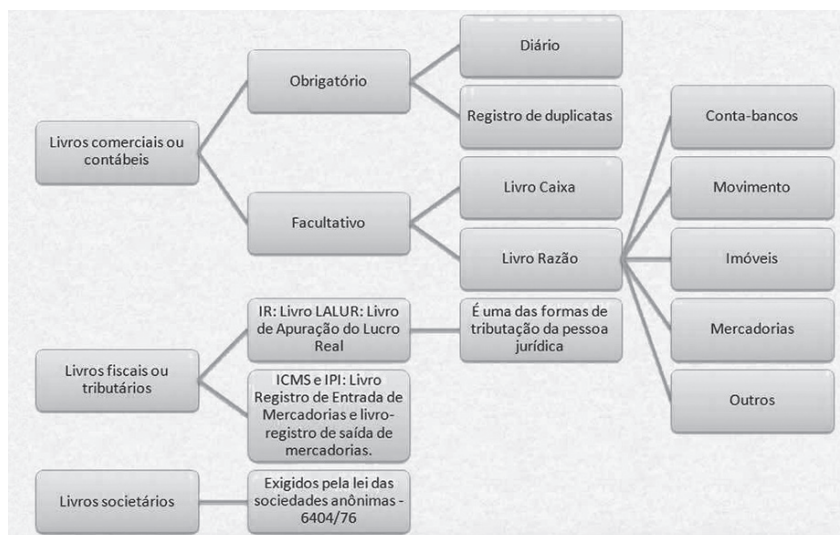 Livros comerciais ou
contábeis
Obrigatório
Diário
Registro de duplicatas
Facultativo
Livro Caixa
Livro Razão
Conta-bancos
Movimento
Imóveis
Mercadorias
Outros
Livros fiscais ou
tributários
IR: Livro LALUR: Livro
de Apuração do Lucro
Real
É uma das formas de
tributação da pessoa
jurídica
ICMS e IPI: Livro
Registro de Entrada de
Mercadorias e livro-
registro de saída de
mercadorias.
Livros societários
Exigidos pela lei das
sociedades anônimas -
6404/76